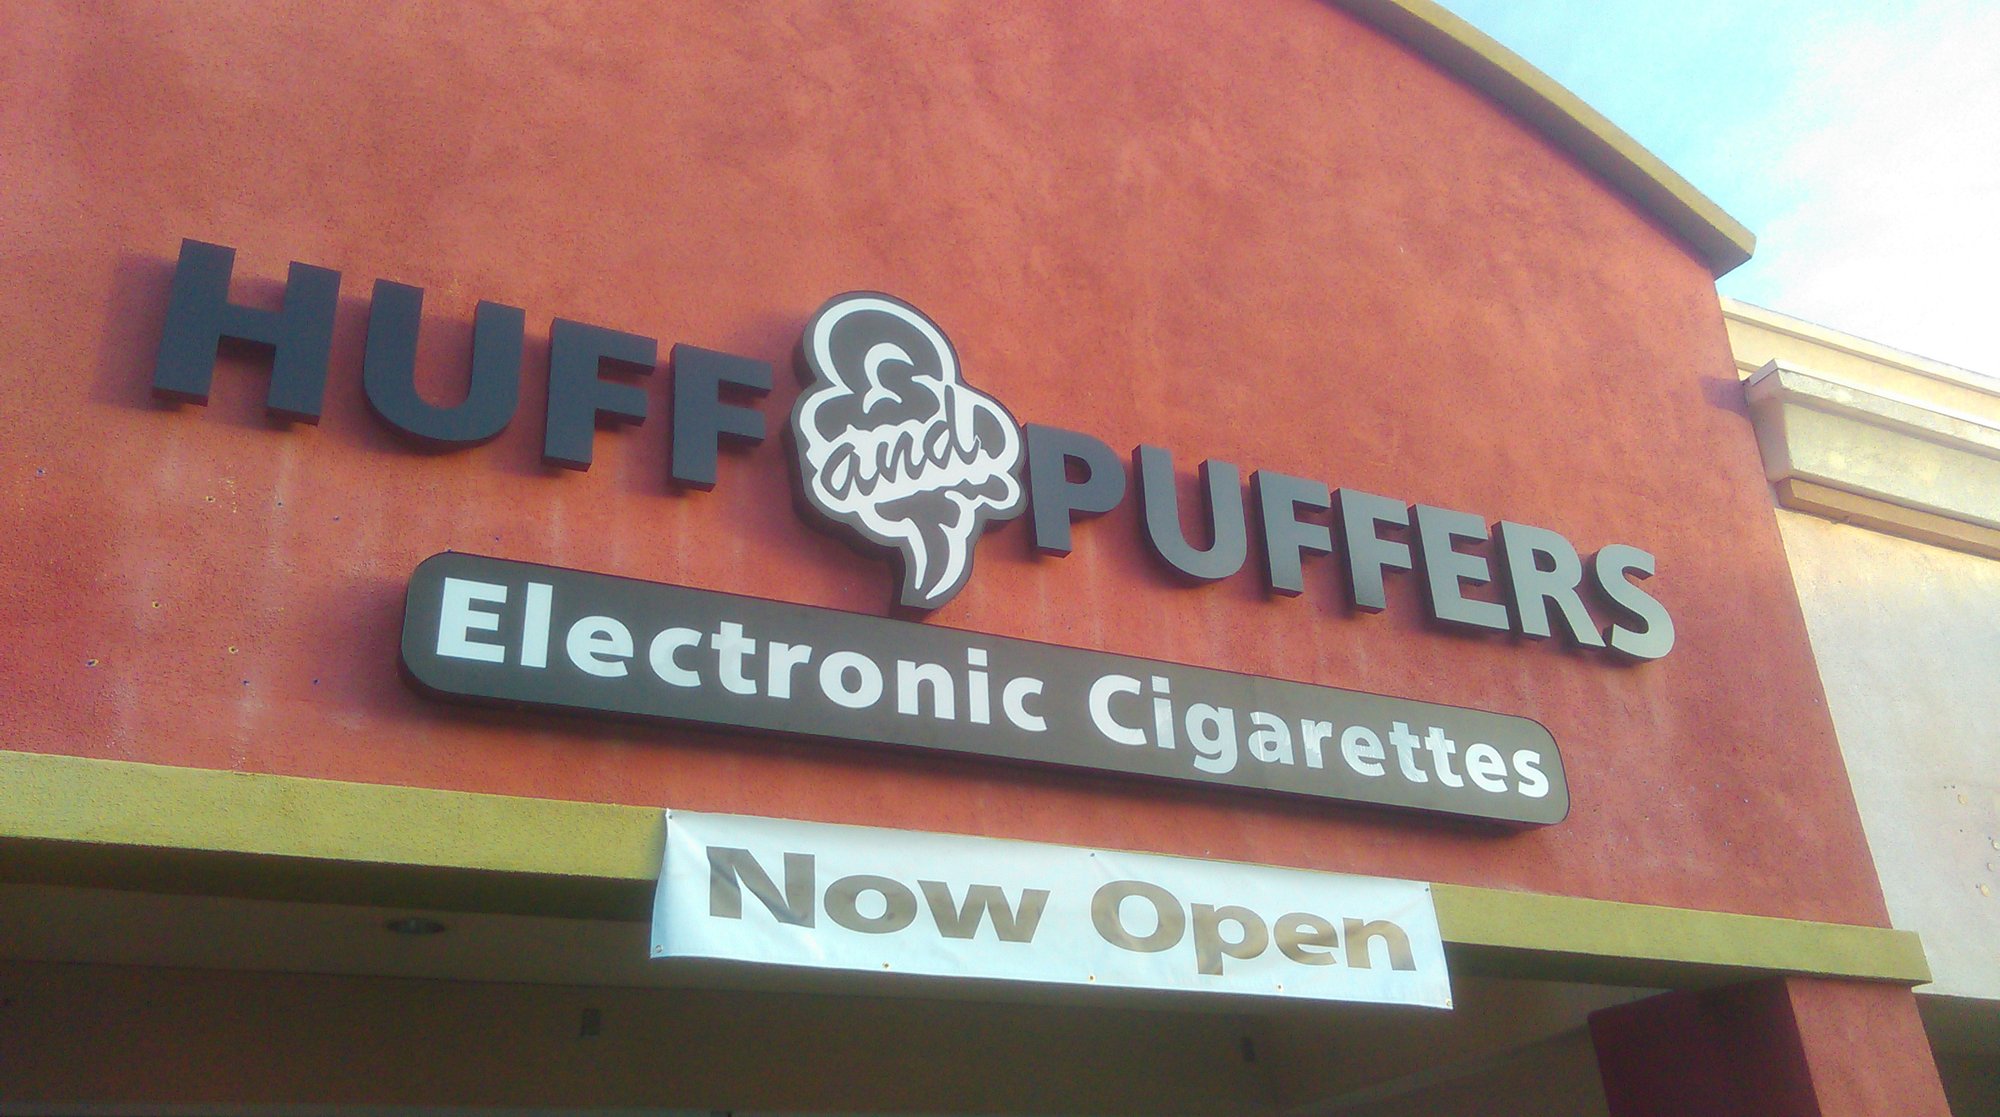 HUFF and PUFFERS
Electronic Cigarettes
Now Open